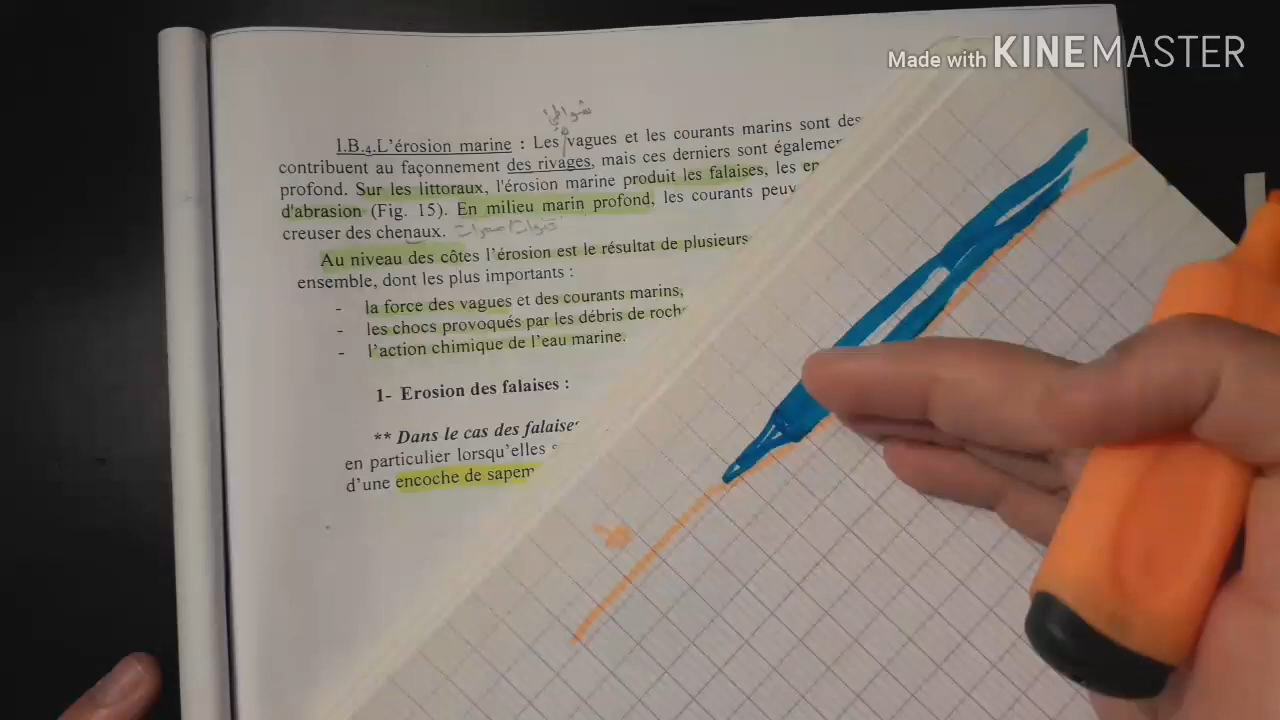 Made with KINEMASTER
شواطئ
I.B.4.L'érosion marine : Les vagues et les courants marins sont des
contribuent au façonnement des rivages, mais ces derniers sont également
profond. Sur les littoraux, l'érosion marine produit les falaises, les
d'abrasion (Fig. 15). En milieu marin profond, les courants
creuser des chenaux.
Au niveau des côtes l'érosion est le résultat de plusieurs
ensemble, dont les plus importants :
- la force des vagues et des courants marins,
- les chocs provoqués par les débris de
- l'action chimique de l'eau marine.
1- Erosion des falaises :
** Dans le cas des falaises
en particulier lorsqu'elles
d'une encoche de